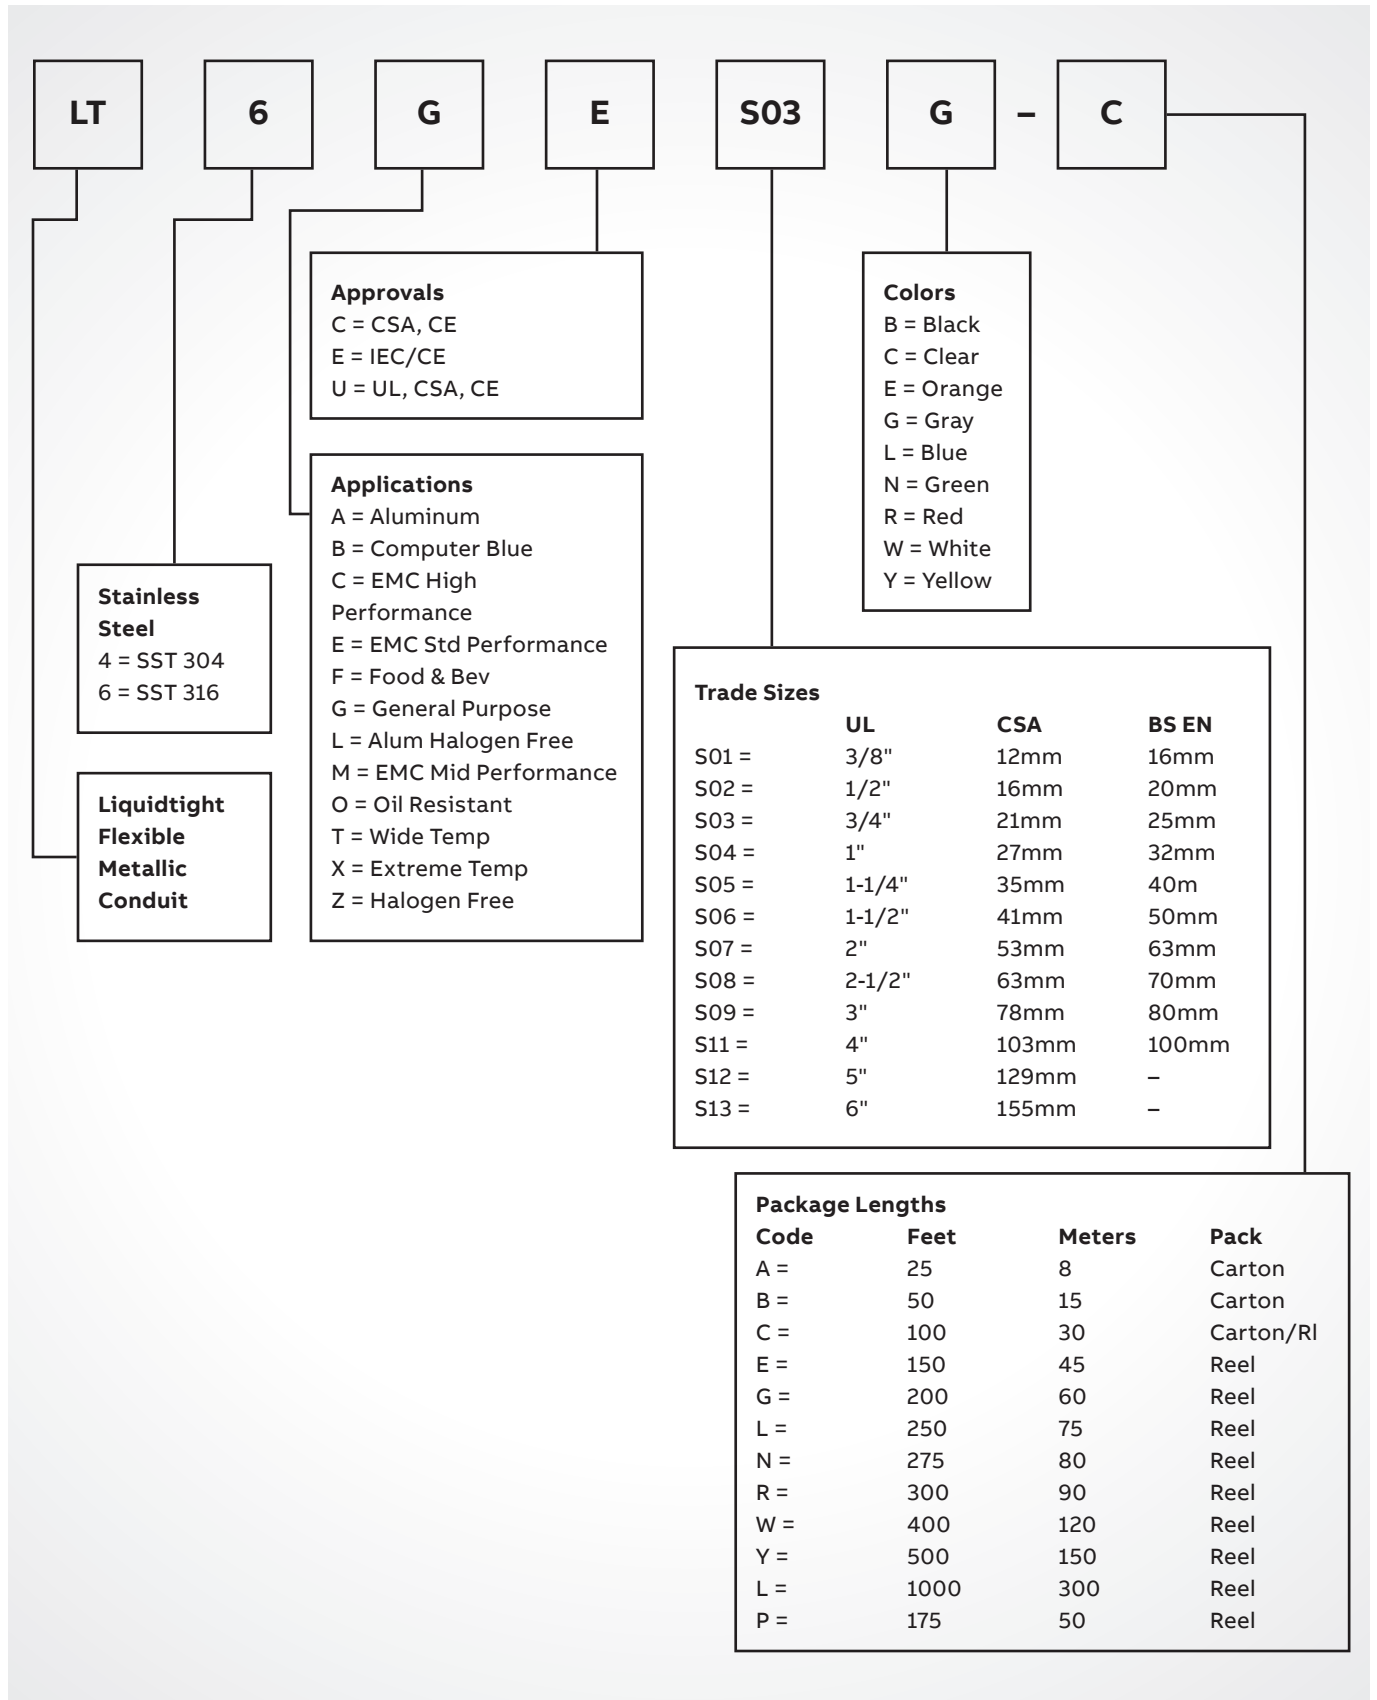 LT 6 G E S03 G – C
Approvals
C = CSA, CE
E = IEC/CE
U = UL, CSA, CE
Colors
B = Black
C = Clear
E = Orange
G = Gray
L = Blue
N = Green
R = Red
W = White
Y = Yellow
Applications
A = Aluminum
B = Computer Blue
C = EMC High
Performance
E = EMC Std Performance
F = Food & Bev
G = General Purpose
L = Alum Halogen Free
M = EMC Mid Performance
O = Oil Resistant
T = Wide Temp
X = Extreme Temp
Z = Halogen Free
Stainless
Steel
4 = SST 304
6 = SST 316
Liquidtight
Flexible
Metallic
Conduit
Trade Sizes
UL CSA BS EN
S01 = 3/8" 12mm 16mm
S02 = 1/2" 16mm 20mm
S03 = 3/4" 21mm 25mm
S04 = 1" 27mm 32mm
S05 = 1-1/4" 35mm 40m
S06 = 1-1/2" 41mm 50mm
S07 = 2" 53mm 63mm
S08 = 2-1/2" 63mm 70mm
S09 = 3" 78mm 80mm
S11 = 4" 103mm 100mm
S12 = 5" 129mm –
S13 = 6" 155mm –
Package Lengths
Code Feet Meters Pack
A = 25 8 Carton
B = 50 15 Carton
C = 100 30 Carton/Rl
E = 150 45 Reel
G = 200 60 Reel
L = 250 75 Reel
N = 275 80 Reel
R = 300 90 Reel
W = 400 120 Reel
Y = 500 150 Reel
L = 1000 300 Reel
P = 175 50 Reel